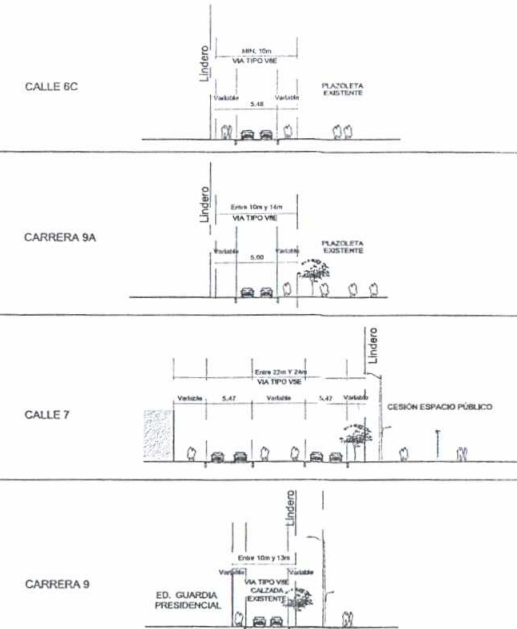 CALLE 6C
Lindero
MIN. 10m
VIA TIPO V8E
Variable
Variable
5.48
PLAZOLETA
EXISTENTE
CARRERA 9A
Lindero
Entre 10m y 14m
VIA TIPO V8E
Variable
Variable
5.00
PLAZOLETA
EXISTENTE
CALLE 7
Lindero
Entre 22m Y 24m
VIA TIPO V5E
Variable
5.47
Variable
5.47
Variable
CESIÓN ESPACIO PÚBLICO
CARRERA 9
Lindero
Entre 10m y 13m
Variable
Variable
VIA TIPO V8E
CALZADA
EXISTENTE
ED. GUARDIA
PRESIDENCIAL